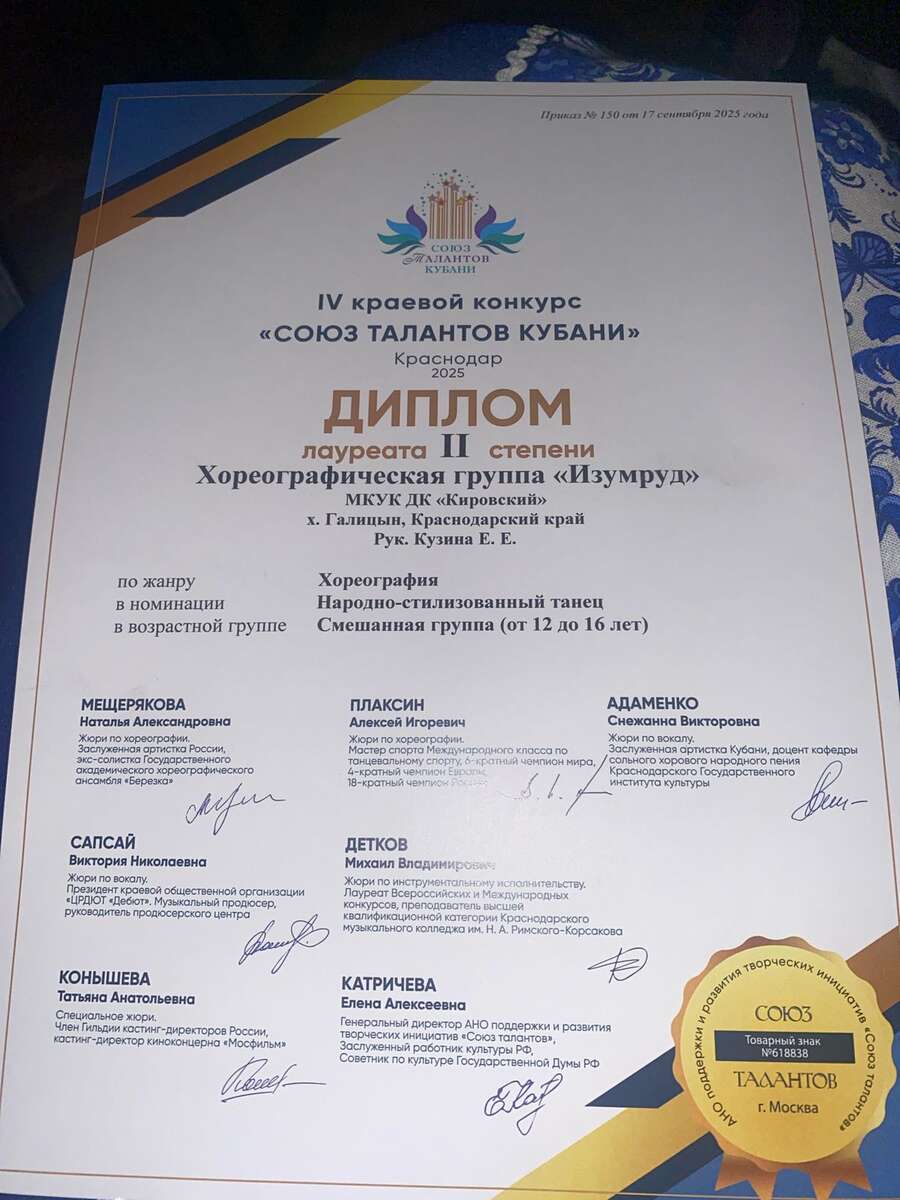 Приказ № 150 от 17 сентября 2025 года
СОЮЗ
ТАЛАНТОВ
КУБАНИ
IV краевой конкурс
«СОЮЗ ТАЛАНТОВ КУБАНИ»
Краснодар
2025
ДИПЛОМ
лауреата II степени
Хореографическая группа «Изумруд»
МКУК ДК «Кировский»
х. Галицын, Краснодарский край
Рук. Кузина Е. Е.
по жанру Хореография
в номинации Народно-стилизованный танец
в возрастной группе Смешанная группа (от 12 до 16 лет)
МЕЩЕРЯКОВА
Наталья Александровна
Жюри по хореографии.
Заслуженная артистка России,
экс-солистка Государственного
академического хореографического
ансамбля «Березка»
ПЛАКСИН
Алексей Игоревич
Жюри по хореографии.
Мастер спорта Международного класса по
танцевальному спорту, 6-кратный чемпион мира,
4-кратный чемпион Европы,
18-кратный чемпион России
АДАМЕНКО
Снежанна Викторовна
Жюри по вокалу.
Заслуженная артистка Кубани, доцент кафедры
сольного хорового народного пения
Краснодарского Государственного
института культуры
САПСАЙ
Виктория Николаевна
Жюри по вокалу.
Президент краевой общественной организации
«ЦРДЮТ «Дебют». Музыкальный продюсер,
руководитель продюсерского центра
ДЕТКОВ
Михаил Владимирович
Жюри по инструментальному исполнительству.
Лауреат Всероссийских и Международных
конкурсов, преподаватель высшей
квалификационной категории Краснодарского
музыкального колледжа им. Н. А. Римского-Корсакова
КОНЫШЕВА
Татьяна Анатольевна
Специальное жюри.
Член Гильдии кастинг-директоров России,
кастинг-директор киноконцерна «Мосфильм»
КАТРИЧЕВА
Елена Алексеевна
Генеральный директор АНО поддержки и развития
творческих инициатив «Союз талантов»,
Заслуженный работник культуры РФ,
Советник по культуре Государственной Думы РФ
АНО поддержки и развития творческих инициатив «Союз талантов»
СОЮЗ
Товарный знак
№618838
ТАЛАНТОВ
г. Москва